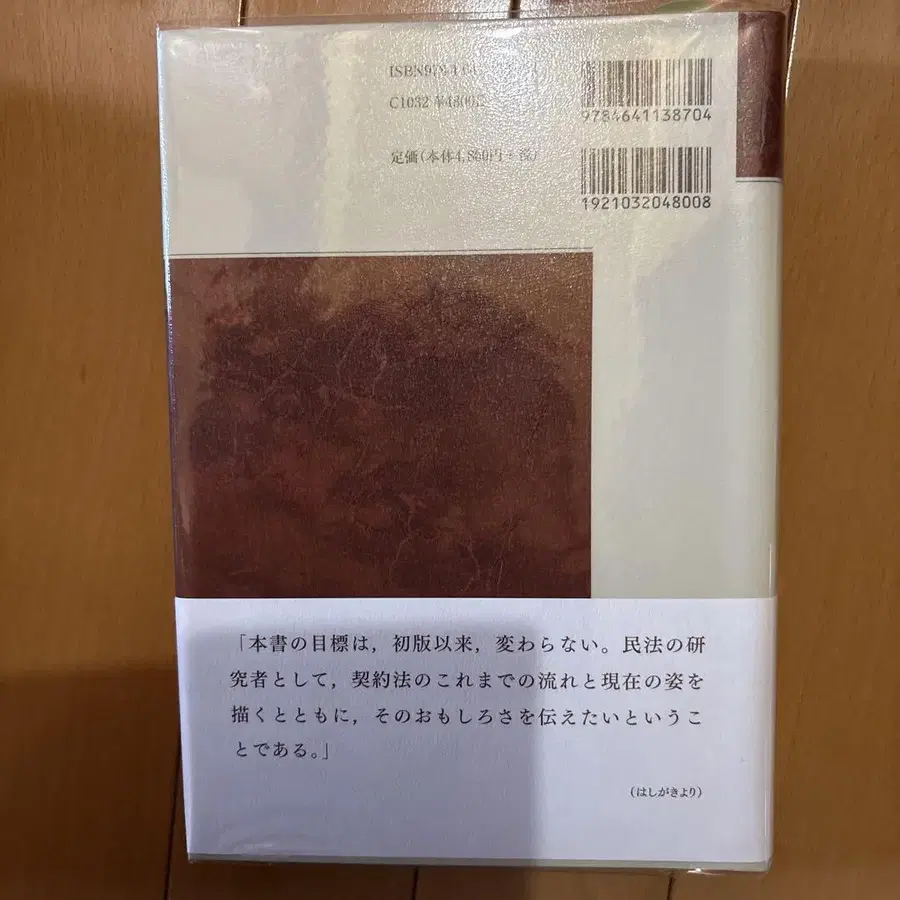 ISBN978-4
C1032 ¥4800
9784641138704
定価(本体4,800円+税)
1921032048008
「本書の目標は，初版以来，変わらない。民法の研
究者として，契約法のこれまでの流れと現在の姿を
描くとともに，そのおもしろさを伝えたいというこ
とである。」
(はしがきより)